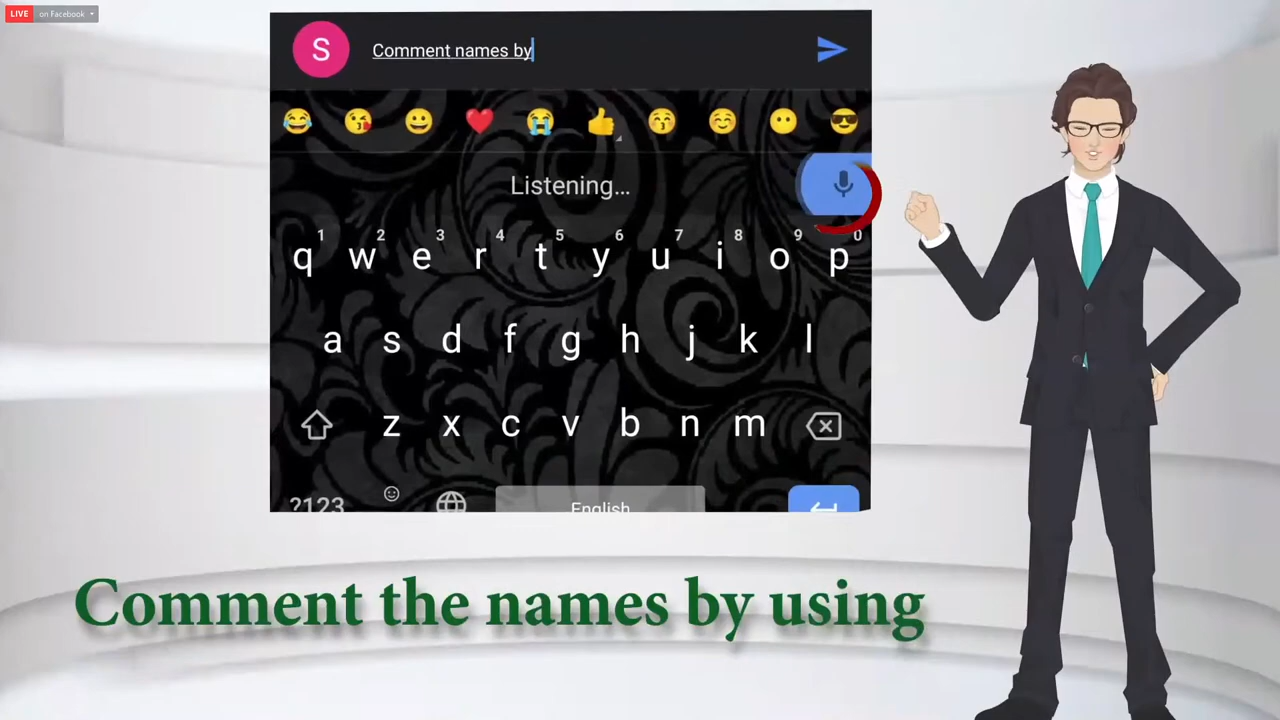 LIVE on Facebook
S Comment names by
Listening...
1 2 3 4 5 6 7 8 9 0
q w e r t y u i o p
a s d f g h j k l
z x c v b n m
?123 English
Comment the names by using